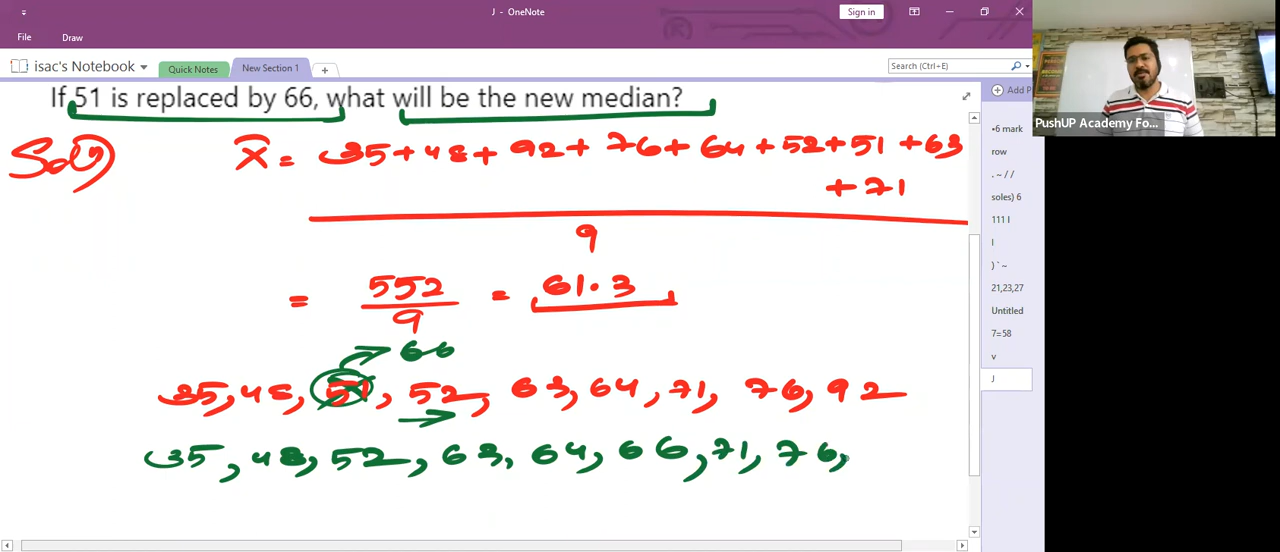 J - OneNote
Sign in
File
Draw
isac's Notebook
Quick Notes
New Section 1
Search (Ctrl+E)
Add P
PushUP Academy Fo...
If 51 is replaced by 66, what will be the new median?
Sol(n)
x̄ = 35+48+ 92+ 76+ 64+52+51+63
+71
9
= 552 = 61.3
9
66
35,48, 51, 52, 63, 64, 71, 76, 92
35, 48, 52, 63, 64, 66, 71, 76,
•6 mark
row
. ~ / /
soles) 6
111 I
I
) ` ~
21,23,27
Untitled
7=58
v
J